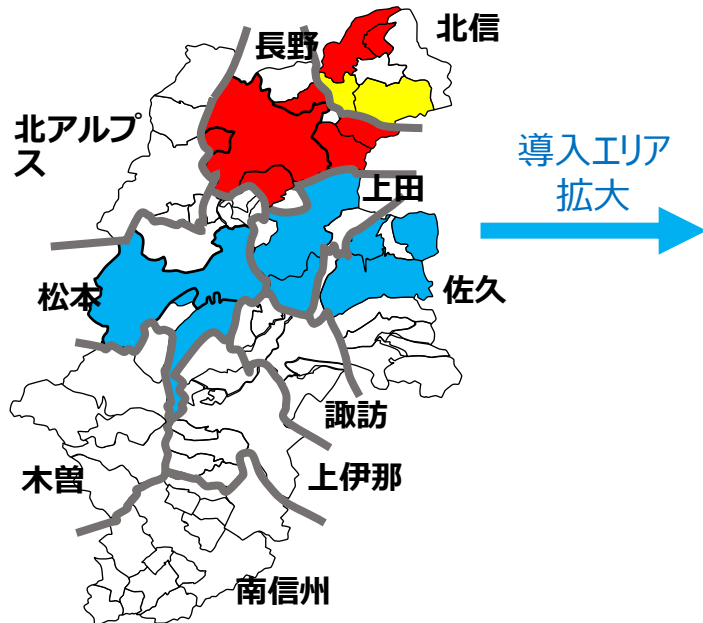 北信
長野
北アルプ
ス
導入エリア
拡大
上田
松本
佐久
諏訪
木曽
上伊那
南信州